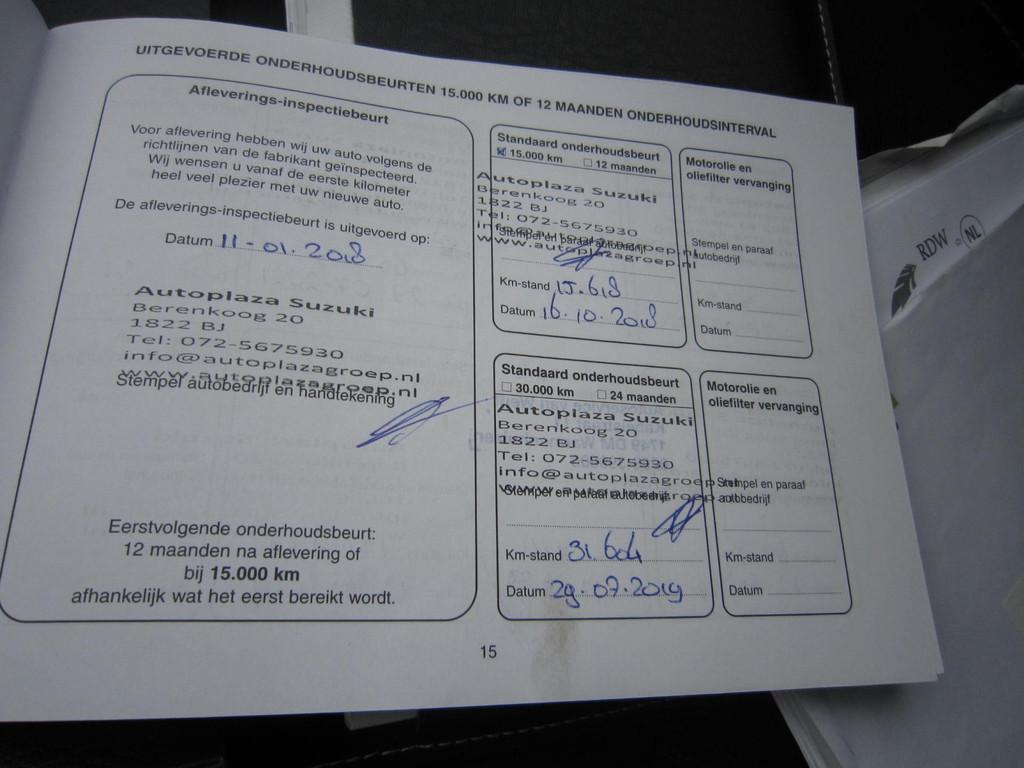 UITGEVOERDE ONDERHOUDSBEURTEN 15.000 KM OF 12 MAANDEN ONDERHOUDSINTERVAL
Afleverings-inspectiebeurt
Voor aflevering hebben wij uw auto volgens de
richtlijnen van de fabrikant geïnspecteerd.
Wij wensen u vanaf de eerste kilometer
heel veel plezier met uw nieuwe auto.
De afleverings-inspectiebeurt is uitgevoerd op:
Datum 11-01.2018
Autoplaza Suzuki
Berenkoog 20
1822 BJ
Tel: 072-5675930
info@autoplazagroep.nl
www.autoplazagroep.nl
Stempel autobedrijf en handtekening
Eerstvolgende onderhoudsbeurt:
12 maanden na aflevering of
bij 15.000 km
afhankelijk wat het eerst bereikt wordt.
Standaard onderhoudsbeurt
15.000 km 12 maanden
Autoplaza Suzuki
Berenkoog 20
1822 BJ
Tel: 072-5675930
info@autoplazagroep.nl
Stempel en paraaf autobedrijf
www.autoplazagroep.nl
Km-stand 15.618
Datum 16.10.2018
Motorolie en
oliefilter vervanging
Stempel en paraaf
autobedrijf
Km-stand
Datum
Standaard onderhoudsbeurt
30.000 km 24 maanden
Autoplaza Suzuki
Berenkoog 20
1822 BJ
Tel: 072-5675930
info@autoplazagroep.nl
www.autoplazagroep.nl
Stempel en paraaf autobedrijf
Km-stand 31.604
Datum 29.07.2019
Motorolie en
oliefilter vervanging
Stempel en paraaf
autobedrijf
Km-stand
Datum
15
RDW
NL